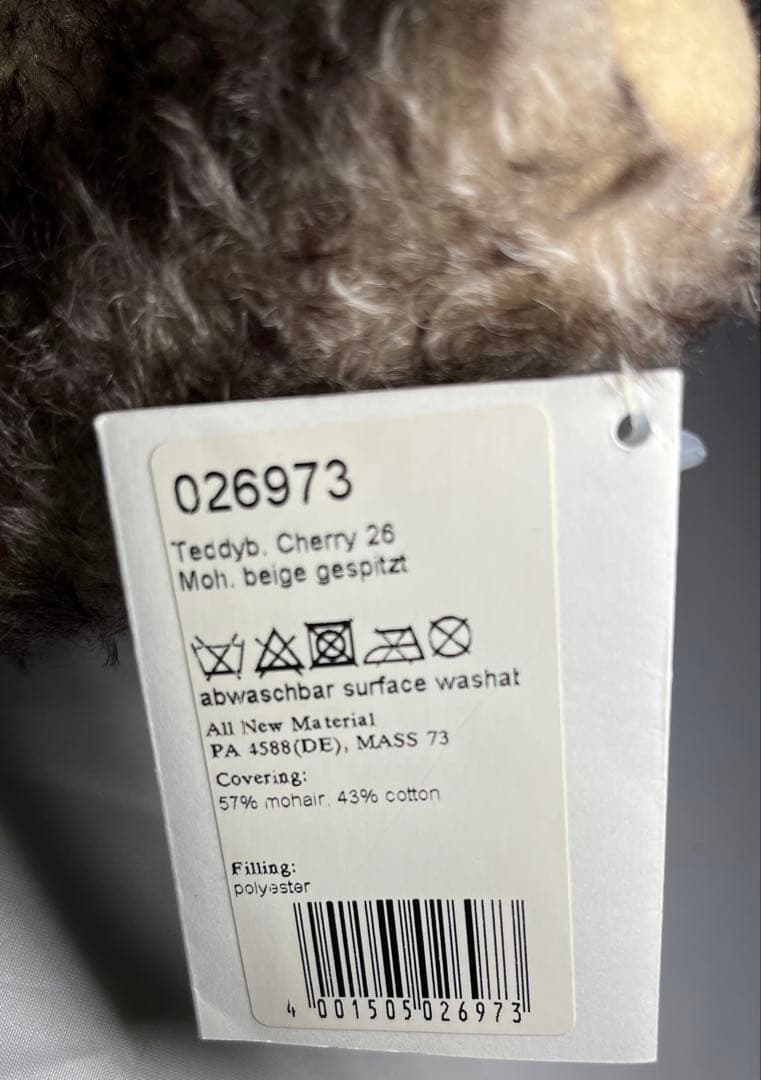 026973
Teddyb. Cherry 26
Moh. beige gespitzt
abwaschbar surface washat
All New Material
PA 4588(DE), MASS 73
Covering:
57% mohair, 43% cotton
Filling:
polyester
4 001505 026973